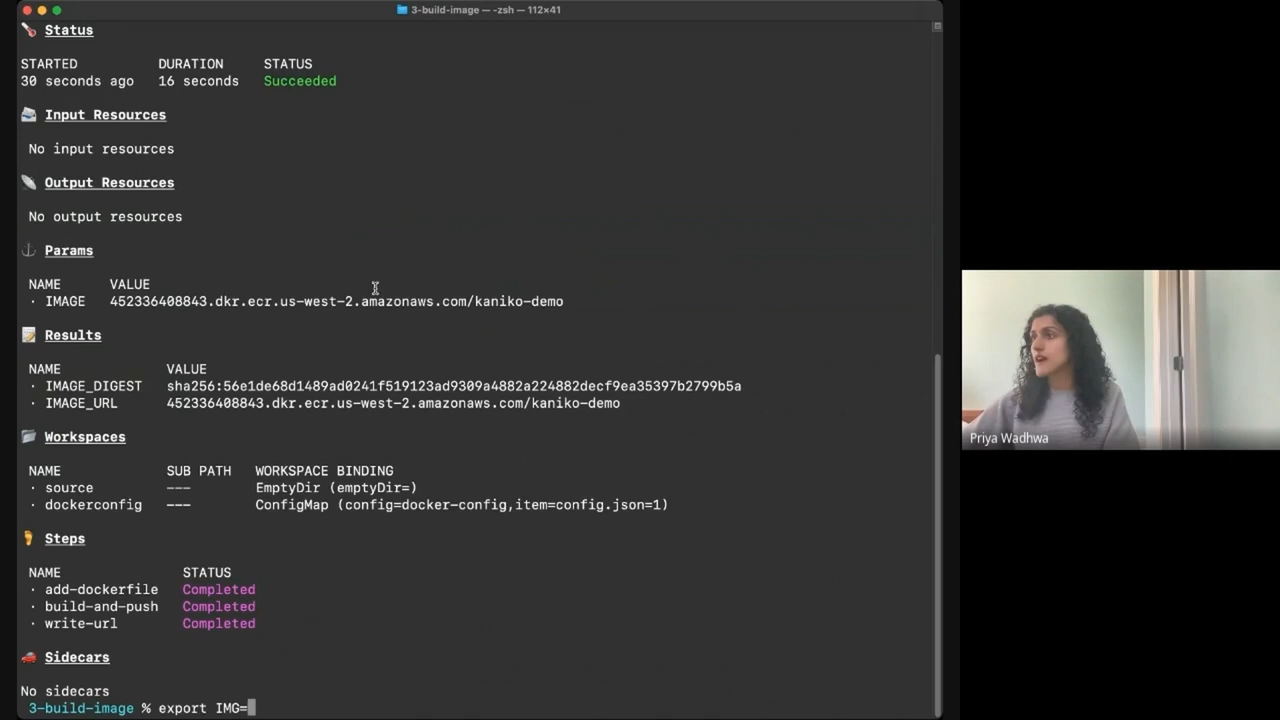 3-build-image — -zsh — 112×41
Status
STARTED DURATION STATUS
30 seconds ago 16 seconds Succeeded
Input Resources
No input resources
Output Resources
No output resources
Params
NAME VALUE
· IMAGE 452336408843.dkr.ecr.us-west-2.amazonaws.com/kaniko-demo
Results
NAME VALUE
· IMAGE_DIGEST sha256:56e1de68d1489ad0241f519123ad9309a4882a224882decf9ea35397b2799b5a
· IMAGE_URL 452336408843.dkr.ecr.us-west-2.amazonaws.com/kaniko-demo
Workspaces
NAME SUB PATH WORKSPACE BINDING
· source --- EmptyDir (emptyDir=)
· dockerconfig --- ConfigMap (config=docker-config,item=config.json=1)
Steps
NAME STATUS
· add-dockerfile Completed
· build-and-push Completed
· write-url Completed
Sidecars
No sidecars
3-build-image % export IMG=
Priya Wadhwa